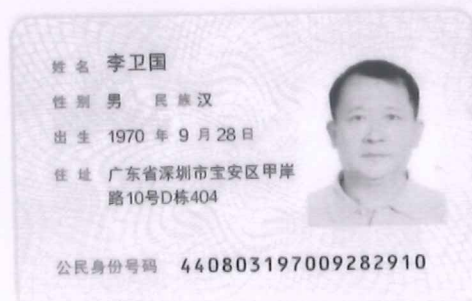 姓名 李卫国
性别 男 民族 汉
出生 1970 年 9 月 28 日
住址 广东省深圳市宝安区甲岸
路10号D栋404
公民身份号码 440803197009282910